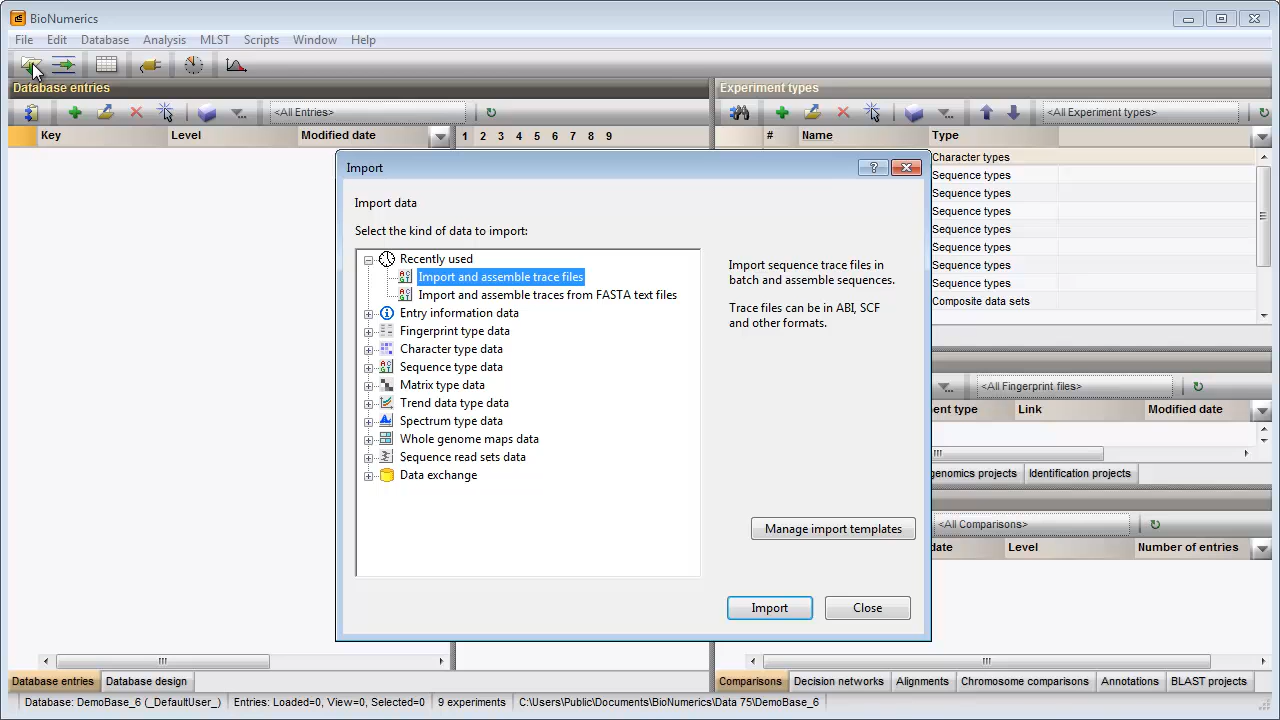 BioNumerics
File Edit Database Analysis MLST Scripts Window Help
Database entries
Experiment types
<All Entries>
<All Experiment types>
Key Level Modified date 1 2 3 4 5 6 7 8 9
# Name Type
Character types
Sequence types
Sequence types
Sequence types
Sequence types
Sequence types
Sequence types
Sequence types
Composite data sets
Import
Import data
Select the kind of data to import:
Recently used
Import and assemble trace files
Import and assemble traces from FASTA text files
Entry information data
Fingerprint type data
Character type data
Sequence type data
Matrix type data
Trend data type data
Spectrum type data
Whole genome maps data
Sequence read sets data
Data exchange
Import sequence trace files in
batch and assemble sequences.
Trace files can be in ABI, SCF
and other formats.
Manage import templates
Import Close
<All Fingerprint files>
ent type Link Modified date
genomics projects Identification projects
<All Comparisons>
date Level Number of entries
Database entries Database design
Comparisons Decision networks Alignments Chromosome comparisons Annotations BLAST projects
Database: DemoBase_6 (_DefaultUser_) Entries: Loaded=0, View=0, Selected=0 9 experiments C:\Users\Public\Documents\BioNumerics\Data 75\DemoBase_6